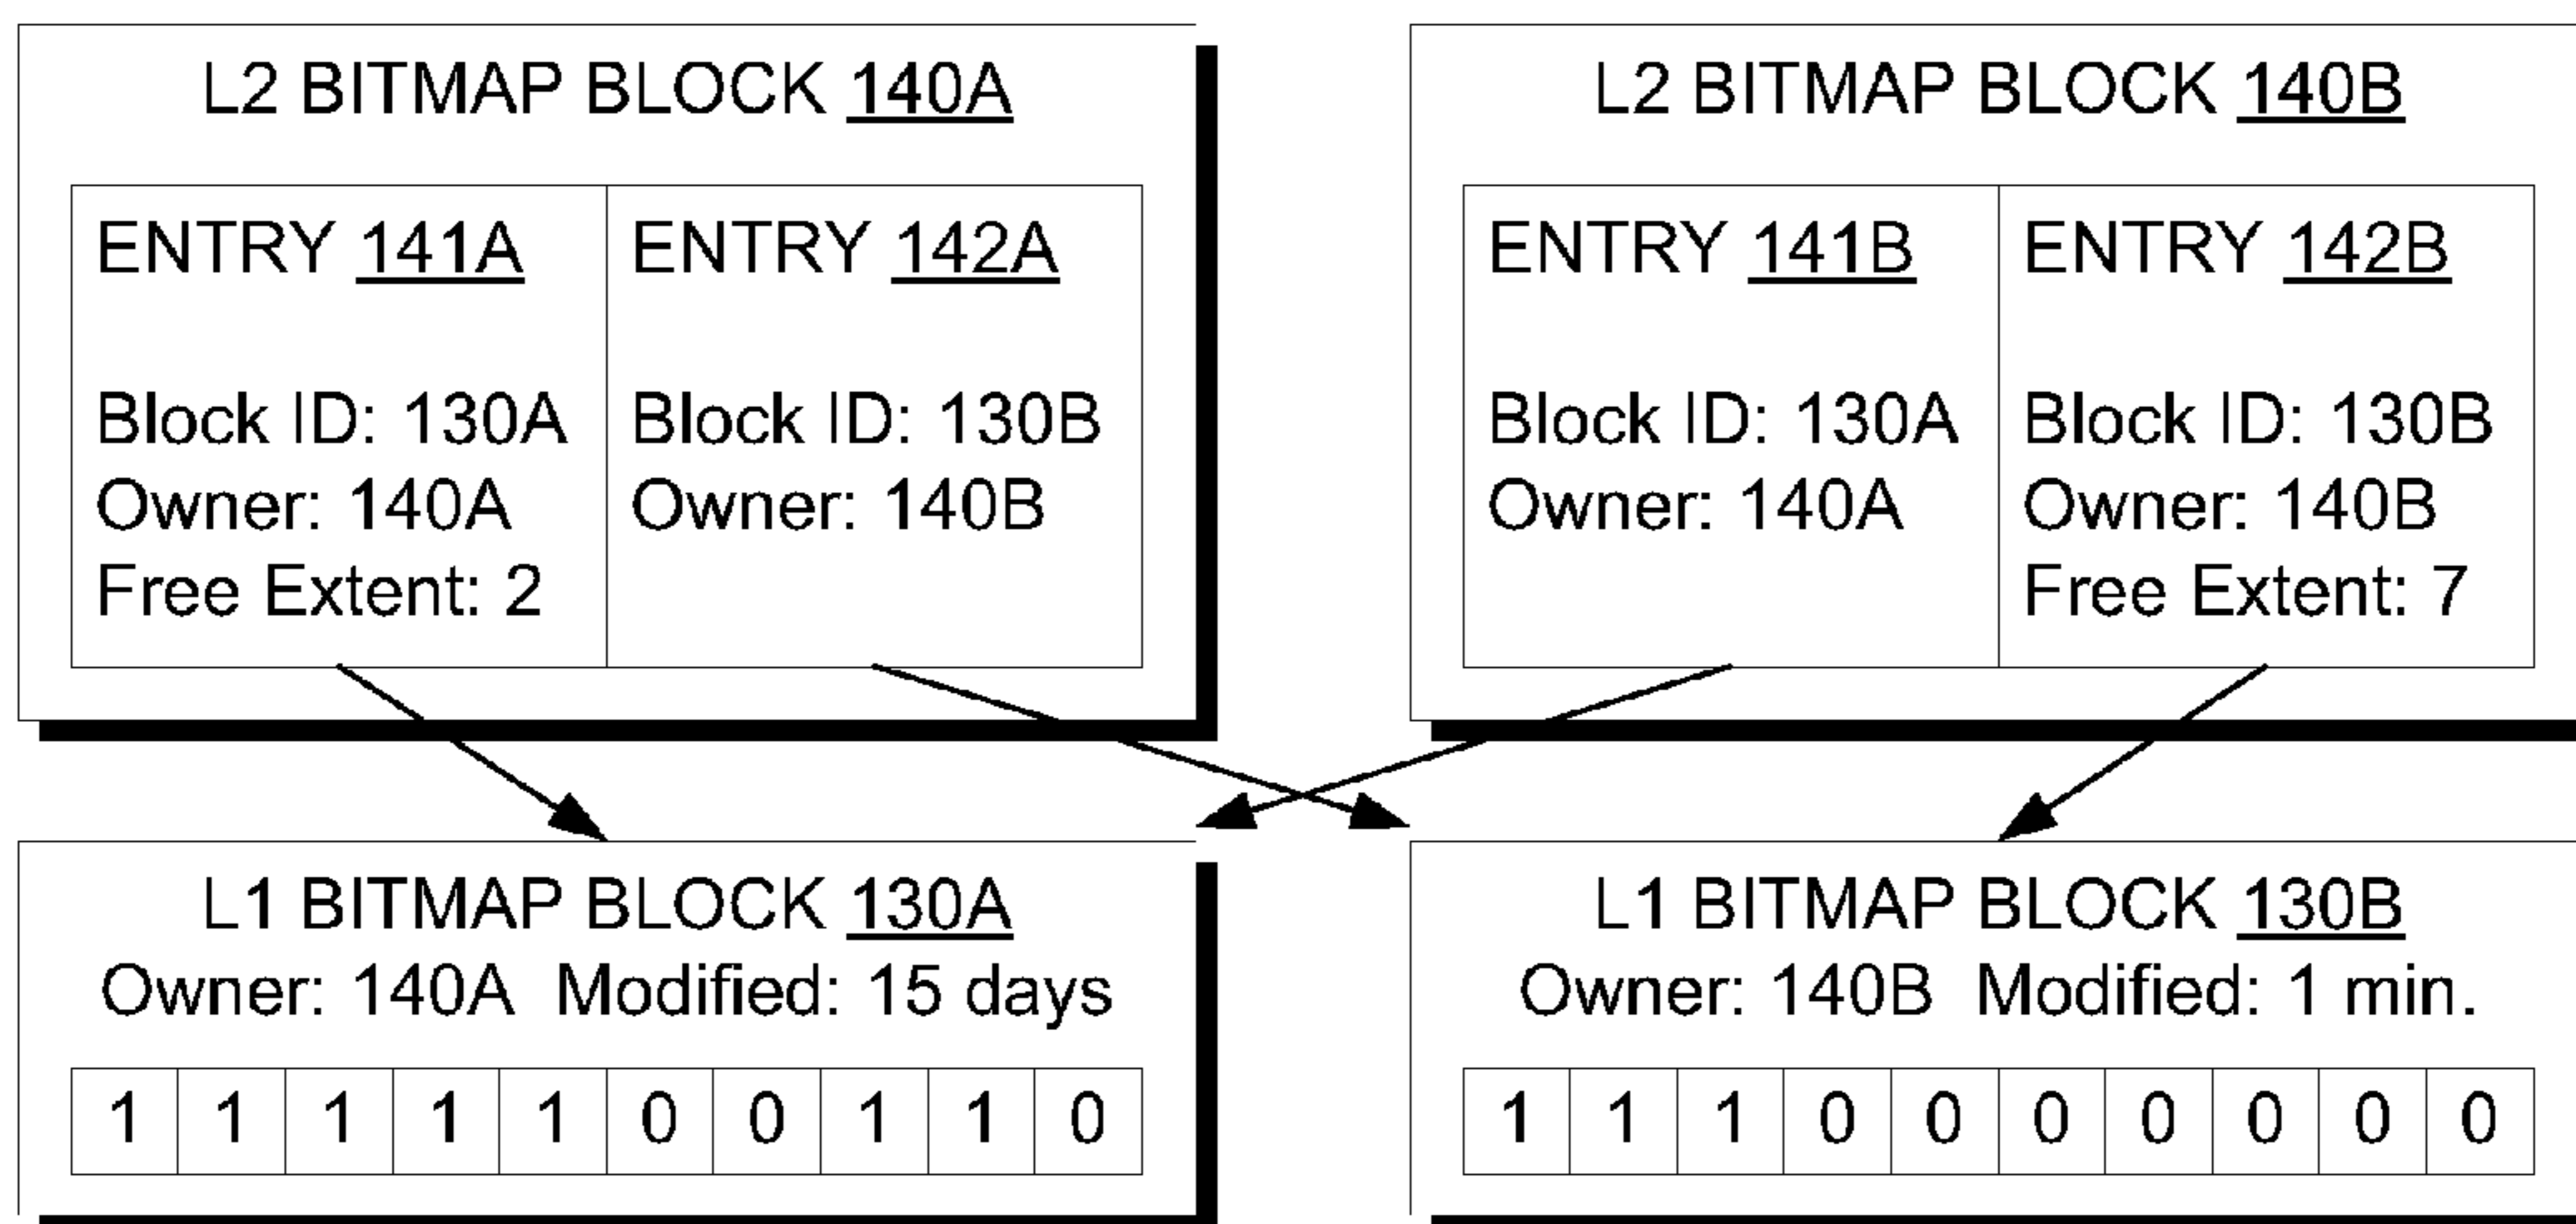 L2 BITMAP BLOCK 140A
ENTRY 141A
Block ID: 130A
Owner: 140A
Free Extent: 2
ENTRY 142A
Block ID: 130B
Owner: 140B
L2 BITMAP BLOCK 140B
ENTRY 141B
Block ID: 130A
Owner: 140A
ENTRY 142B
Block ID: 130B
Owner: 140B
Free Extent: 7
L1 BITMAP BLOCK 130A
Owner: 140A Modified: 15 days
1 1 1 1 1 0 0 1 1 0
L1 BITMAP BLOCK 130B
Owner: 140B Modified: 1 min.
1 1 1 0 0 0 0 0 0 0